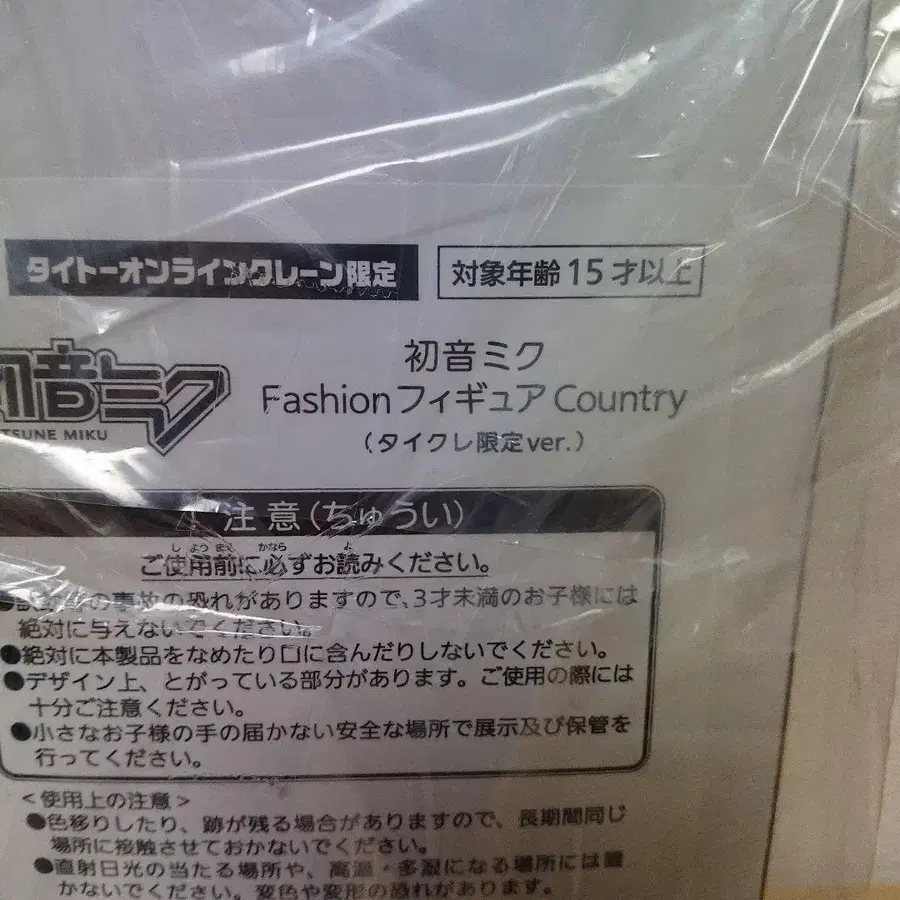 タイトーオンラインクレーン限定
対象年齢 15 才以上
初音ミク
TSUNE MIKU
初音ミク
Fashionフィギュア Country
(タイクレ限定ver.)
注意(ちゅうい)
ご使用前に必ずお読みください。
の事故の恐れがありますので、3才未満のお子様には
絶対に与えないでください。
●絶対に本製品をなめたり口に含んだりしないでください。
●デザイン上、とがっている部分があります。ご使用の際には
十分ご注意ください。
●小さなお子様の手の届かない安全な場所で展示及び保管を
行ってください。
<使用上の注意>
●色移りしたり、跡が残る場合がありますので、長期間同じ
場所に接触させておかないでください。
●直射日光の当たる場所や、高温・多湿になる場所には置
かないでください。変色や変形の恐れがあります。